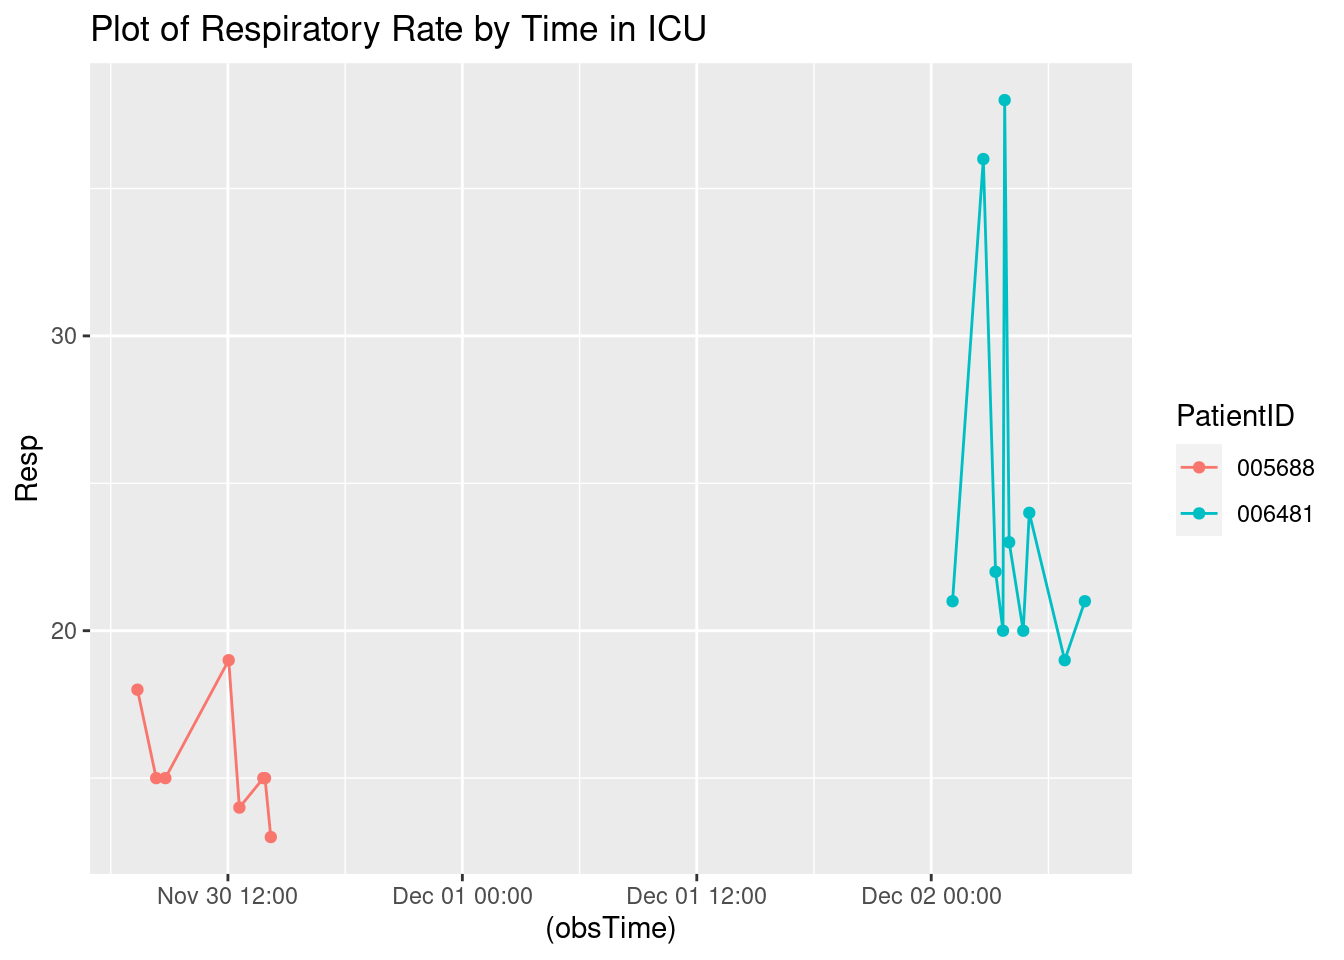 Plot of Respiratory Rate by Time in ICU
Resp
30
20
Nov 30 12:00
Dec 01 00:00
Dec 01 12:00
Dec 02 00:00
(obsTime)
PatientID
005688
006481